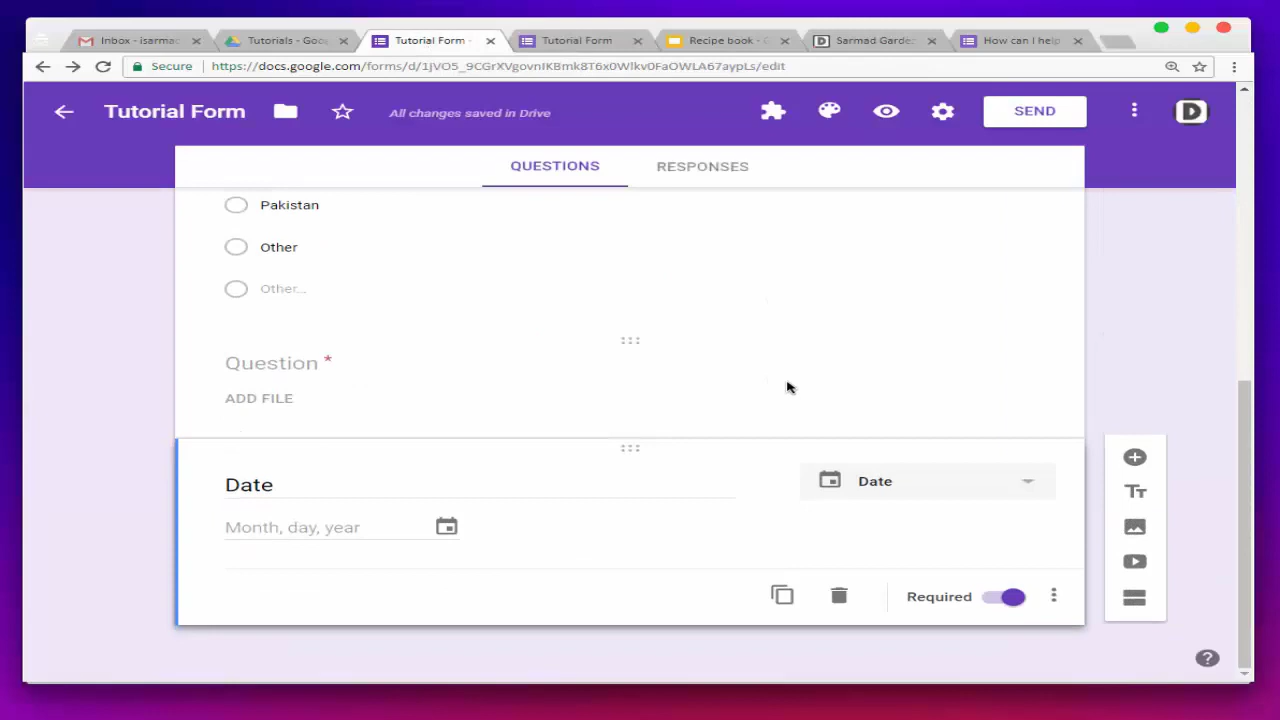 Inbox - isarmac
Tutorials - Goo
Tutorial Form -
Tutorial Form
Recipe book - G
Sarmad Garde
How can I help
Secure
https://docs.google.com/forms/d/1jVO5_9CGrXVgovnIKBmk8T6x0Wlkv0FaOWLA67aypLs/edit
Tutorial Form
All changes saved in Drive
SEND
D
QUESTIONS
RESPONSES
Pakistan
Other
Other...
Question *
ADD FILE
Date
Date
Month, day, year
Required